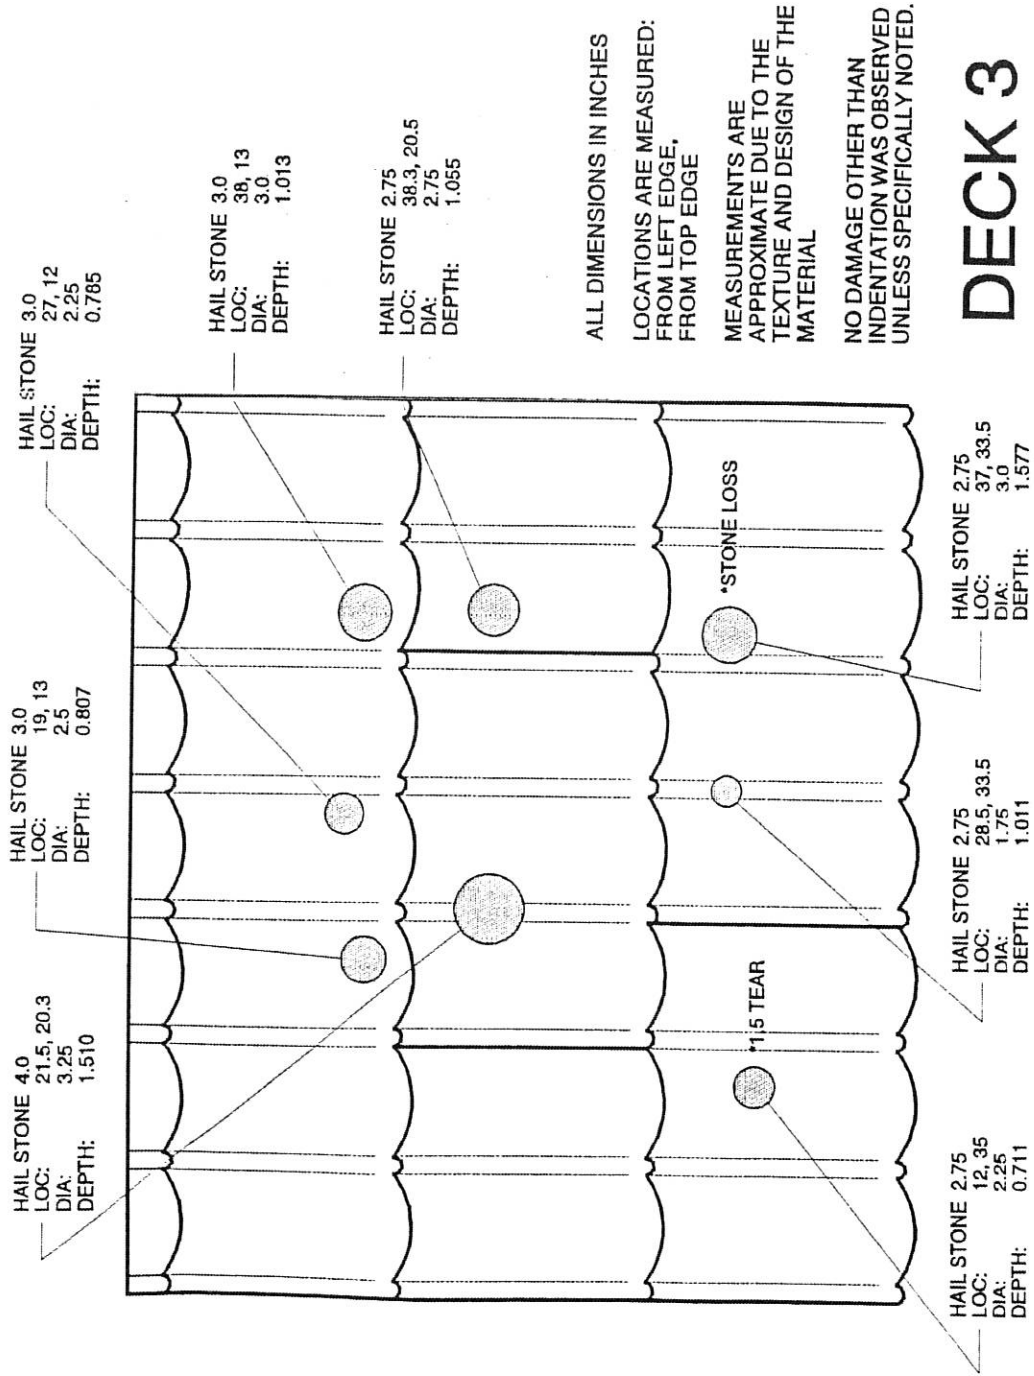 HAIL STONE 4.0
LOC: 21.5, 20.3
DIA: 3.25
DEPTH: 1.510
HAIL STONE 3.0
LOC: 19, 13
DIA: 2.5
DEPTH: 0.807
HAIL STONE 3.0
LOC: 27, 12
DIA: 2.25
DEPTH: 0.785
HAIL STONE 3.0
LOC: 38, 13
DIA: 3.0
DEPTH: 1.013
HAIL STONE 2.75
LOC: 38.3, 20.5
DIA: 2.75
DEPTH: 1.055
*1.5 TEAR
*STONE LOSS
ALL DIMENSIONS IN INCHES
LOCATIONS ARE MEASURED:
FROM LEFT EDGE,
FROM TOP EDGE
MEASUREMENTS ARE
APPROXIMATE DUE TO THE
TEXTURE AND DESIGN OF THE
MATERIAL
NO DAMAGE OTHER THAN
INDENTATION WAS OBSERVED
UNLESS SPECIFICALLY NOTED.
HAIL STONE 2.75
LOC: 12, 35
DIA: 2.25
DEPTH: 0.711
HAIL STONE 2.75
LOC: 28.5, 33.5
DIA: 1.75
DEPTH: 1.011
HAIL STONE 2.75
LOC: 37, 33.5
DIA: 3.0
DEPTH: 1.577
DECK 3